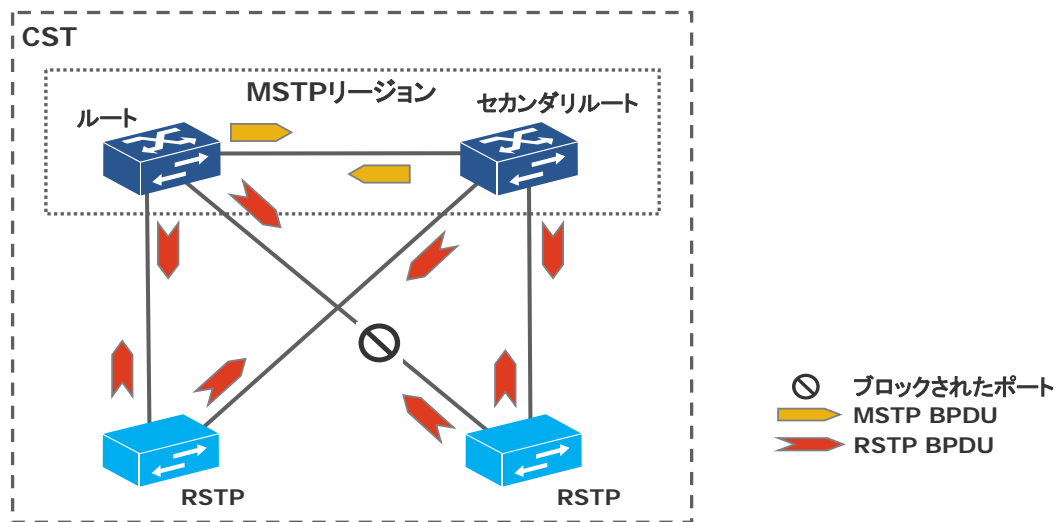 CST
MSTPリージョン
ルート
セカンダリルート
RSTP
RSTP
ブロックされたポート
MSTP BPDU
RSTP BPDU